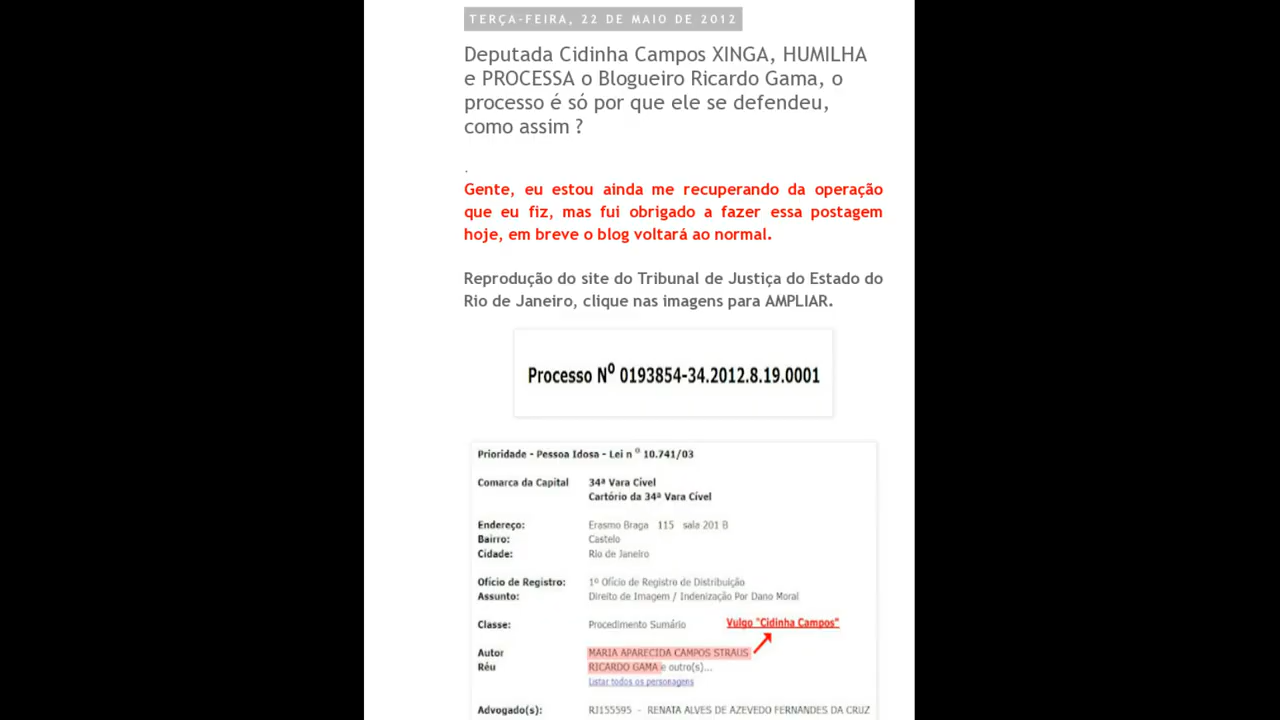 TERÇA-FEIRA, 22 DE MAIO DE 2012
Deputada Cidinha Campos XINGA, HUMILHA
e PROCESSA o Blogueiro Ricardo Gama, o
processo é só por que ele se defendeu,
como assim ?
.
Gente, eu estou ainda me recuperando da operação
que eu fiz, mas fui obrigado a fazer essa postagem
hoje, em breve o blog voltará ao normal.
Reprodução do site do Tribunal de Justiça do Estado do
Rio de Janeiro, clique nas imagens para AMPLIAR.
Processo Nº 0193854-34.2012.8.19.0001
Prioridade - Pessoa Idosa - Lei nº 10.741/03
Comarca da Capital 34ª Vara Cível
Cartório da 34ª Vara Cível
Endereço: Erasmo Braga 115 sala 201 B
Bairro: Castelo
Cidade: Rio de Janeiro
Ofício de Registro: 1º Ofício de Registro de Distribuição
Assunto: Direito de Imagem / Indenização Por Dano Moral
Classe: Procedimento Sumário Vulgo "Cidinha Campos"
Autor MARIA APARECIDA CAMPOS STRAUS
Réu RICARDO GAMA e outro(s)...
Listar todos os personagens
Advogado(s): RJ155595 - RENATA ALVES DE AZEVEDO FERNANDES DA CRUZ